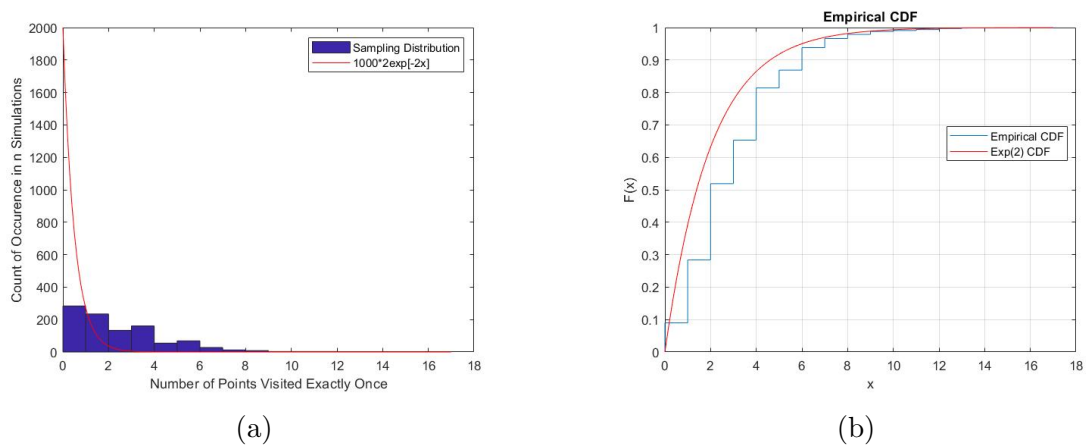 2000
1800
1600
1400
1200
1000
800
600
400
200
0
Count of Occurence in n Simulations
Sampling Distribution
1000*2exp[-2x]
0 2 4 6 8 10 12 14 16 18
Number of Points Visited Exactly Once
(a)
Empirical CDF
1
0.9
0.8
0.7
0.6
0.5
0.4
0.3
0.2
0.1
0
F(x)
Empirical CDF
Exp(2) CDF
0 2 4 6 8 10 12 14 16 18
x
(b)